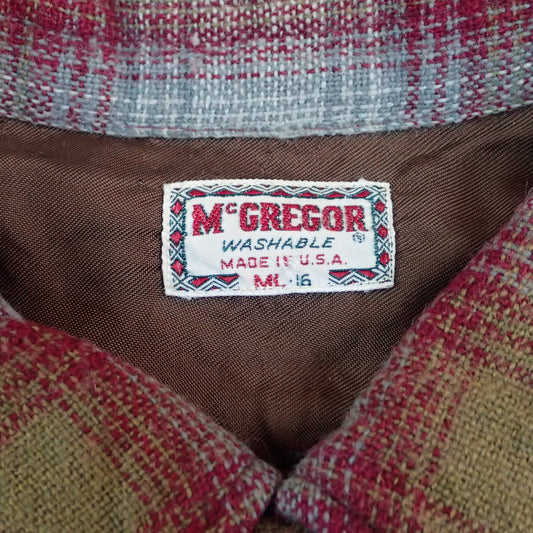 McGREGOR
®
WASHABLE
MADE IN U.S.A.
ML-16